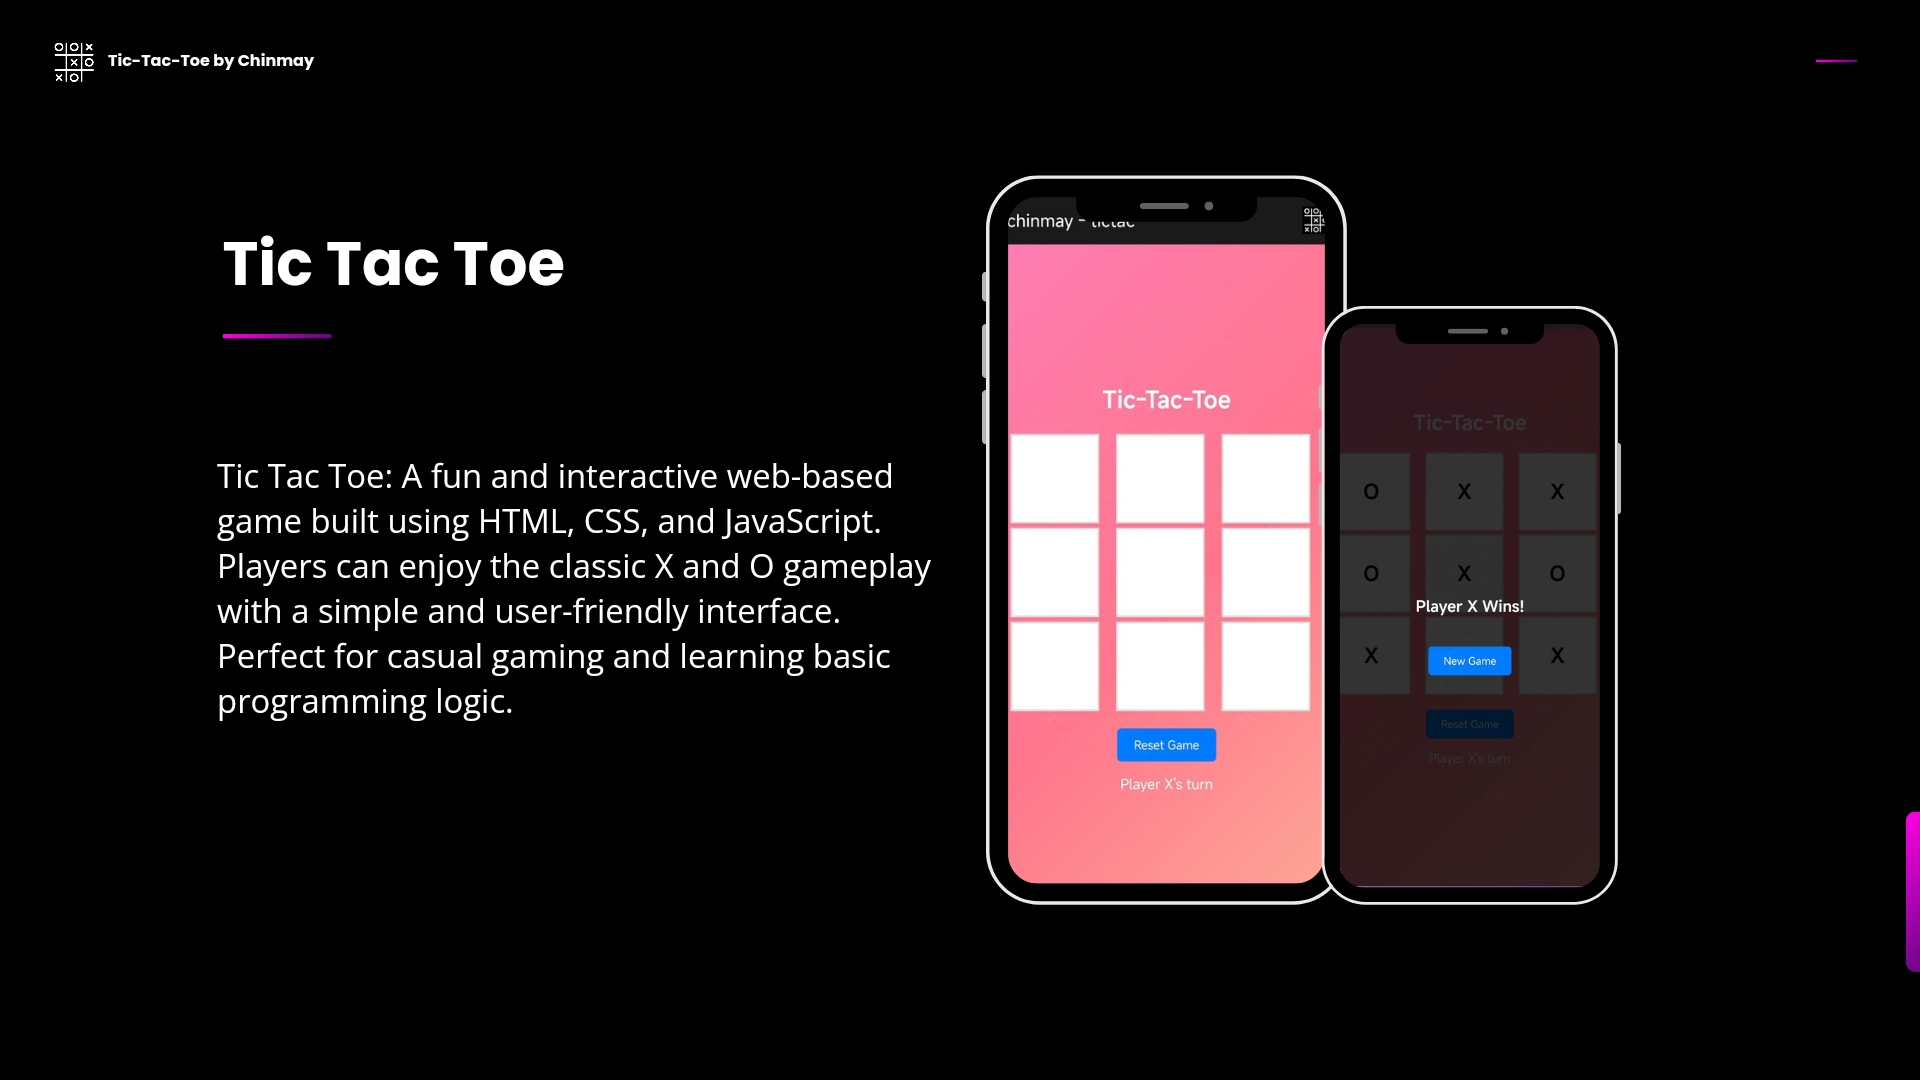 Tic-Tac-Toe by Chinmay
Tic Tac Toe
Tic Tac Toe: A fun and interactive web-based
game built using HTML, CSS, and JavaScript.
Players can enjoy the classic X and O gameplay
with a simple and user-friendly interface.
Perfect for casual gaming and learning basic
programming logic.
chinmay - tictac
Tic-Tac-Toe
Reset Game
Player X's turn
Tic-Tac-Toe
O X X
O X O
Player X Wins!
X X
New Game
Reset Game
Player X's turn